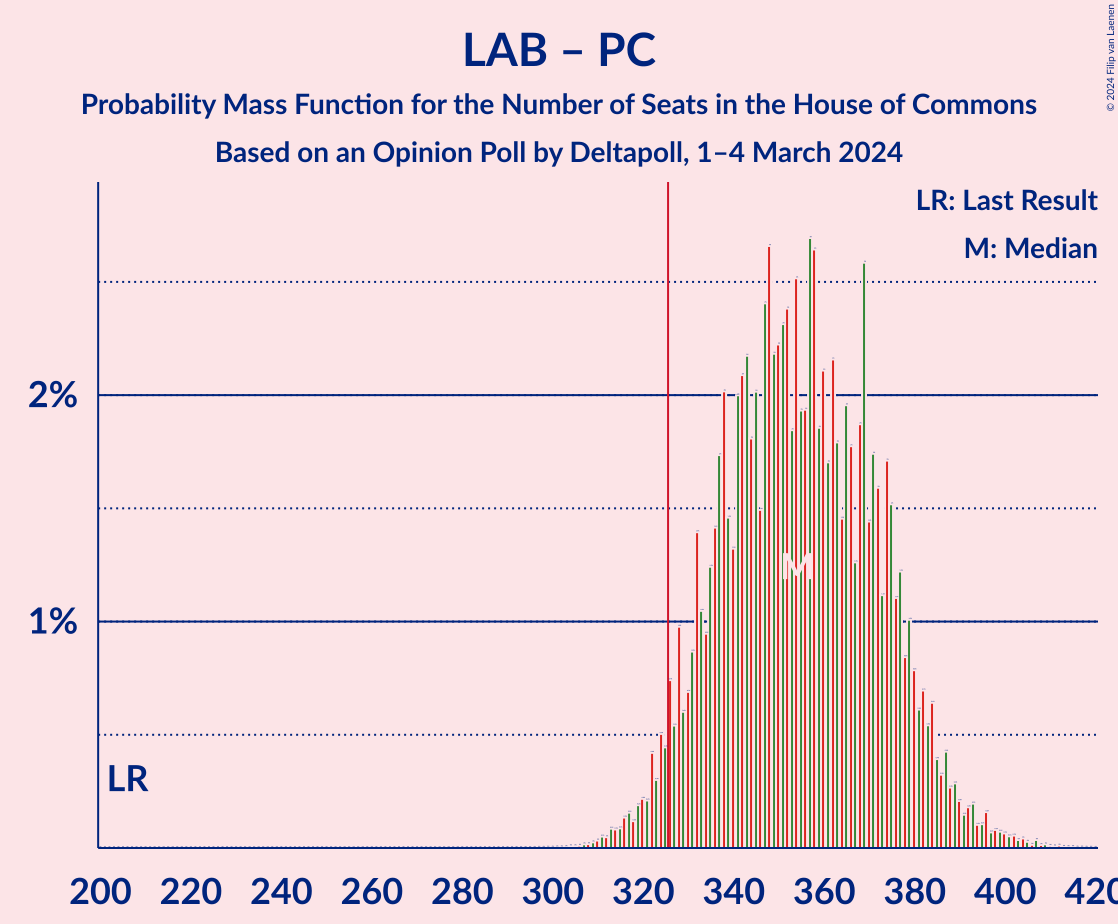 LAB – PC
Probability Mass Function for the Number of Seats in the House of Commons
Based on an Opinion Poll by Deltapoll, 1–4 March 2024
© 2024 Filip van Laenen
LR: Last Result
M: Median
2%
1%
M
LR
200 220 240 260 280 300 320 340 360 380 400 420